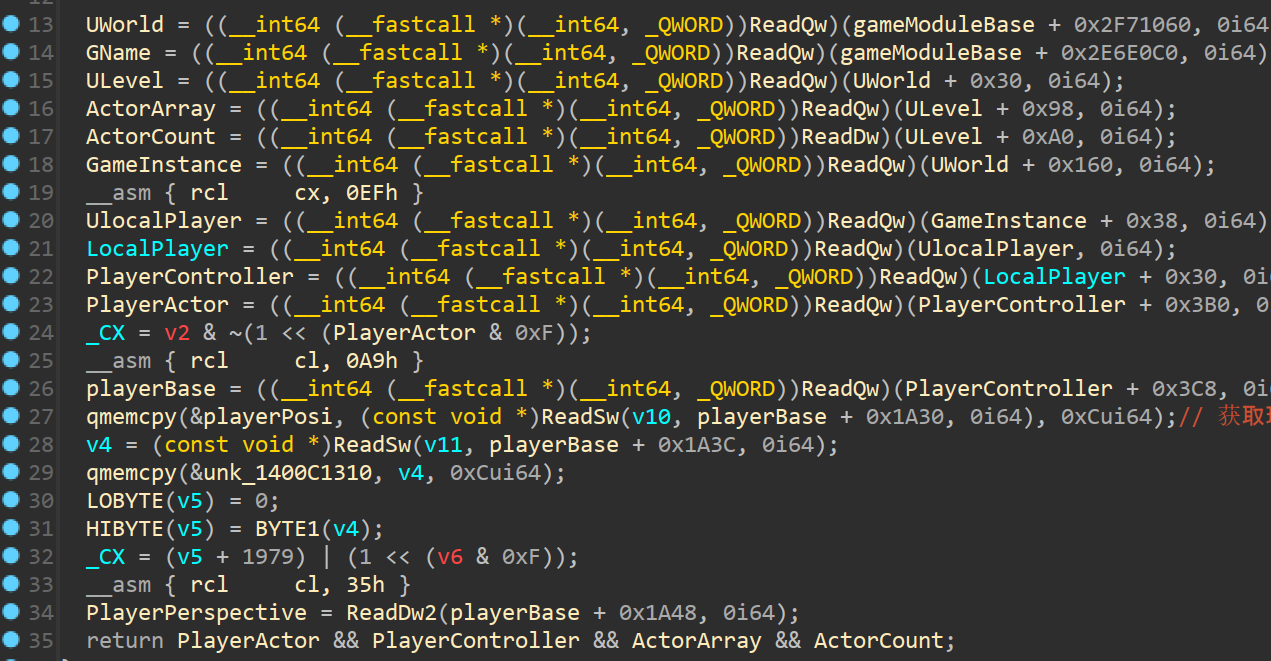 13 UWorld = ((__int64 (__fastcall *)(__int64, _QWORD))ReadQw)(gameModuleBase + 0x2F71060, 0i64
14 GName = ((__int64 (__fastcall *)(__int64, _QWORD))ReadQw)(gameModuleBase + 0x2E6E0C0, 0i64)
15 ULevel = ((__int64 (__fastcall *)(__int64, _QWORD))ReadQw)(UWorld + 0x30, 0i64);
16 ActorArray = ((__int64 (__fastcall *)(__int64, _QWORD))ReadQw)(ULevel + 0x98, 0i64);
17 ActorCount = ((__int64 (__fastcall *)(__int64, _QWORD))ReadDw)(ULevel + 0xA0, 0i64);
18 GameInstance = ((__int64 (__fastcall *)(__int64, _QWORD))ReadQw)(UWorld + 0x160, 0i64);
19 __asm { rcl     cx, 0EFh }
20 UlocalPlayer = ((__int64 (__fastcall *)(__int64, _QWORD))ReadQw)(GameInstance + 0x38, 0i64)
21 LocalPlayer = ((__int64 (__fastcall *)(__int64, _QWORD))ReadQw)(UlocalPlayer, 0i64);
22 PlayerController = ((__int64 (__fastcall *)(__int64, _QWORD))ReadQw)(LocalPlayer + 0x30, 0i
23 PlayerActor = ((__int64 (__fastcall *)(__int64, _QWORD))ReadQw)(PlayerController + 0x3B0, 0
24 _CX = v2 & ~(1 << (PlayerActor & 0xF));
25 __asm { rcl     cl, 0A9h }
26 playerBase = ((__int64 (__fastcall *)(__int64, _QWORD))ReadQw)(PlayerController + 0x3C8, 0i
27 qmemcpy(&playerPosi, (const void *)ReadSw(v10, playerBase + 0x1A30, 0i64), 0xCui64);// 获取
28 v4 = (const void *)ReadSw(v11, playerBase + 0x1A3C, 0i64);
29 qmemcpy(&unk_1400C1310, v4, 0xCui64);
30 LOBYTE(v5) = 0;
31 HIBYTE(v5) = BYTE1(v4);
32 _CX = (v5 + 1979) | (1 << (v6 & 0xF));
33 __asm { rcl     cl, 35h }
34 PlayerPerspective = ReadDw2(playerBase + 0x1A48, 0i64);
35 return PlayerActor && PlayerController && ActorArray && ActorCount;